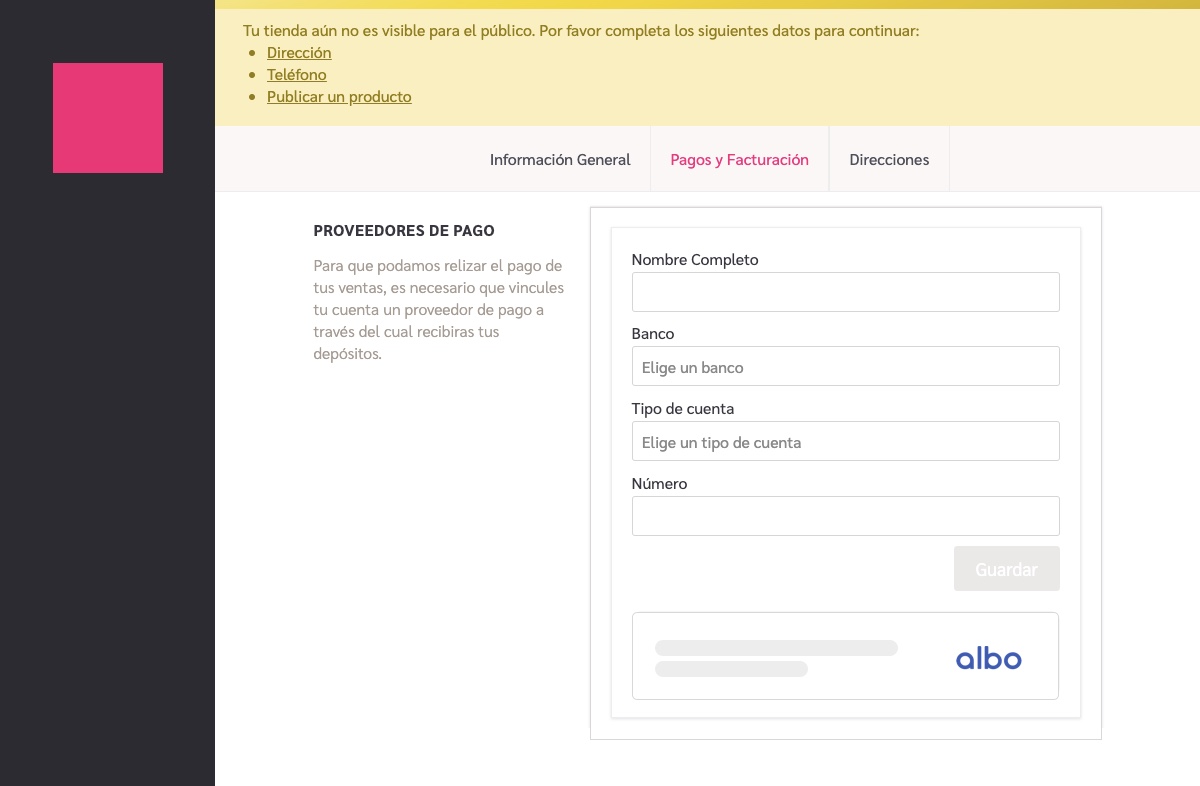 Tu tienda aún no es visible para el público. Por favor completa los siguientes datos para continuar:
Dirección
Teléfono
Publicar un producto
Información General
Pagos y Facturación
Direcciones
PROVEEDORES DE PAGO
Para que podamos relizar el pago de
tus ventas, es necesario que vincules
tu cuenta un proveedor de pago a
través del cual recibiras tus
depósitos.
Nombre Completo
Banco
Elige un banco
Tipo de cuenta
Elige un tipo de cuenta
Número
Guardar
albo